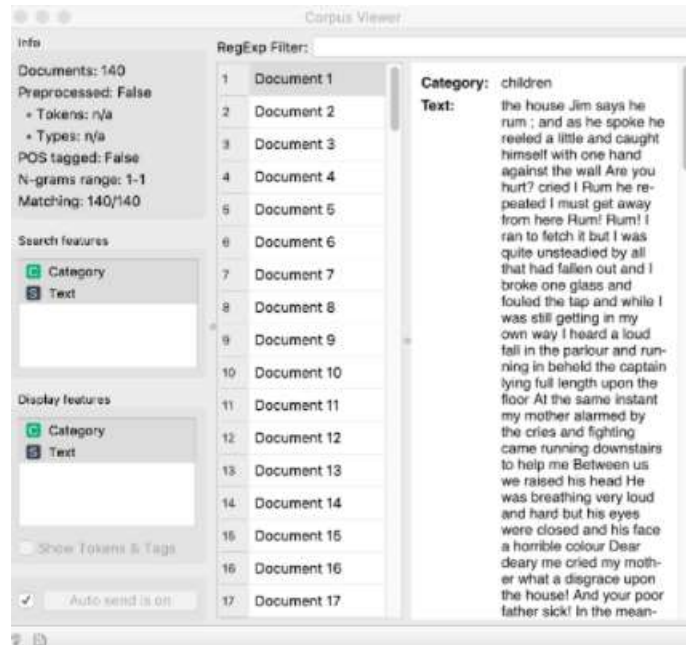 Corpus Viewer
Info
Documents: 140
Preprocessed: False
• Tokens: n/a
• Types: n/a
POS tagged: False
N-grams range: 1-1
Matching: 140/140
Search features
C Category
S Text
Display features
C Category
S Text
Show Tokens & Tags
Auto send is on
RegExp Filter:
1 Document 1
2 Document 2
3 Document 3
4 Document 4
5 Document 5
6 Document 6
7 Document 7
8 Document 8
9 Document 9
10 Document 10
11 Document 11
12 Document 12
13 Document 13
14 Document 14
15 Document 15
16 Document 16
17 Document 17
Category: children
Text: the house Jim says he
rum ; and as he spoke he
reeled a little and caught
himself with one hand
against the wall Are you
hurt? cried I Rum he re-
peated I must get away
from here Rum! Rum! I
ran to fetch it but I was
quite unsteadied by all
that had fallen out and I
broke one glass and
fouled the tap and while I
was still getting in my
own way I heard a loud
fall in the parlour and run-
ning in beheld the captain
lying full length upon the
floor At the same instant
my mother alarmed by
the cries and fighting
came running downstairs
to help me Between us
we raised his head He
was breathing very loud
and hard but his eyes
were closed and his face
a horrible colour Dear
deary me cried my moth-
er what a disgrace upon
the house! And your poor
father sick! In the mean-